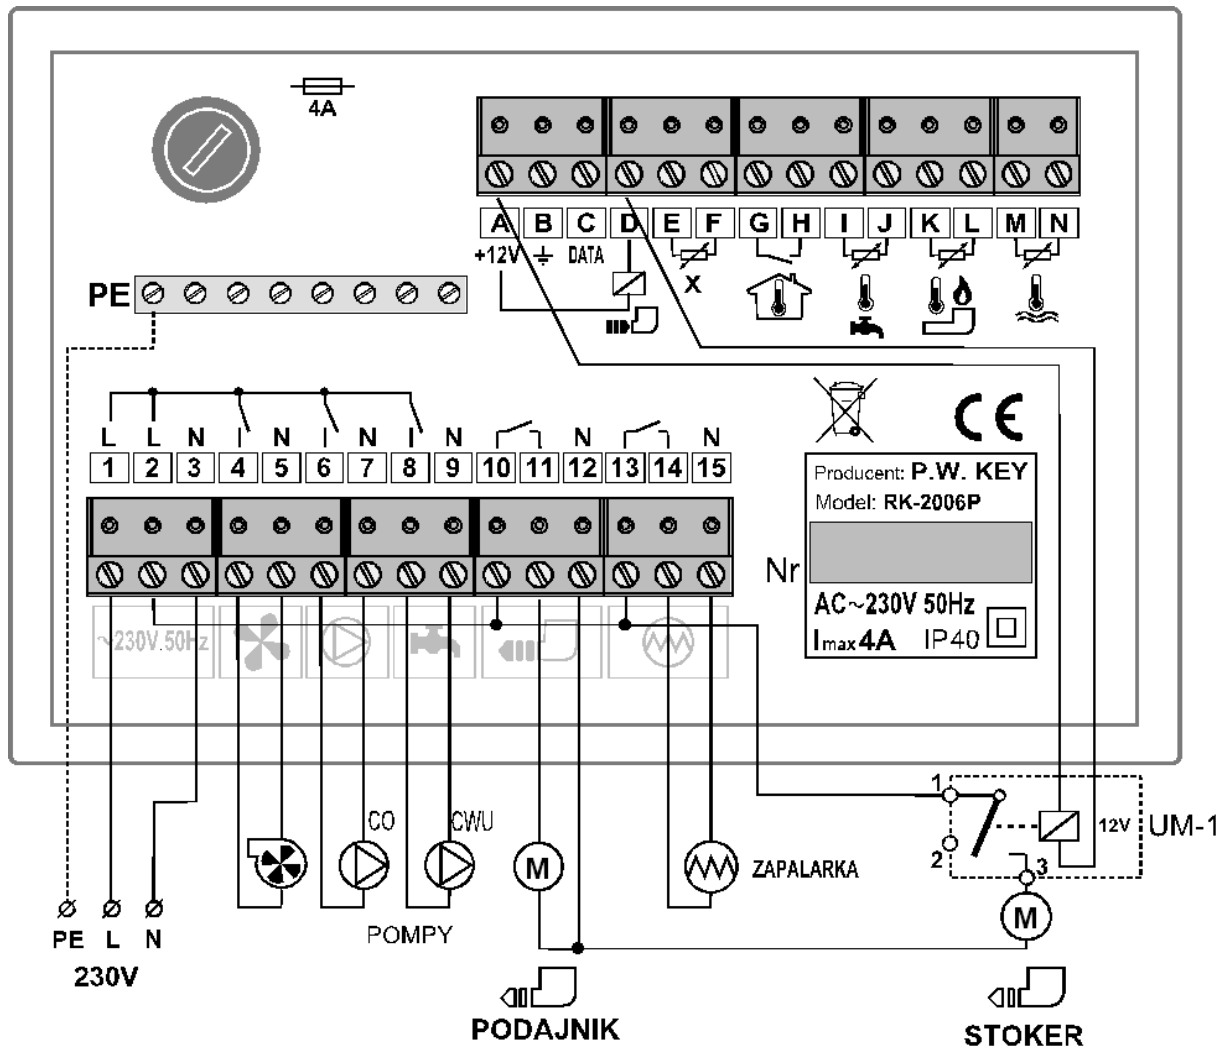 4A
A B C D E F G H I J K L M N
+12V DATA
X
PE
L L N I N I N I N N N
1 2 3 4 5 6 7 8 9 10 11 12 13 14 15
Producent: P.W. KEY
Model: RK-2006P
Nr
AC~230V 50Hz
Imax 4A IP40
CE
~230V.50Hz
1
2
3
12V
UM-1
CO
CWU
M
ZAPALARKA
M
POMPY
PE L N
230V
PODAJNIK
STOKER